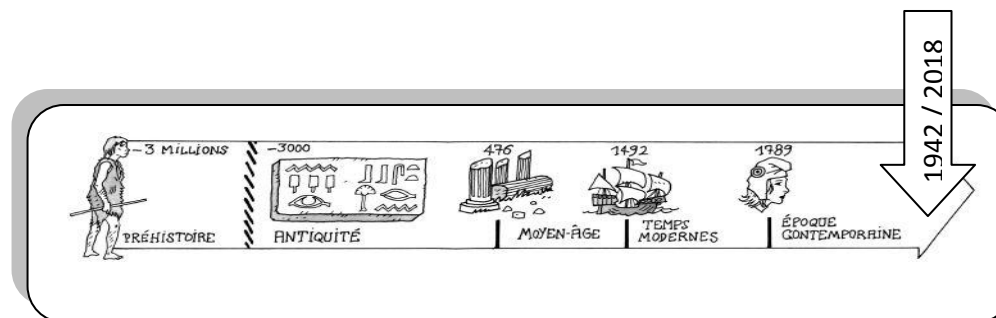 1942 / 2018
-3 MILLIONS
-3000
476
1492
1789
PRÉHISTOIRE
ANTIQUITÉ
MOYEN-ÂGE
TEMPS
MODERNES
ÉPOQUE
CONTEMPORAINE